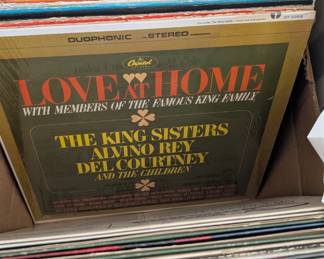 DUOPHONIC STEREO
Capitol
LOVE AT HOME
WITH MEMBERS OF THE FAMOUS KING FAMILY
THE KING SISTERS
ALVINO REY
DEL COURTNEY
AND THE CHILDREN